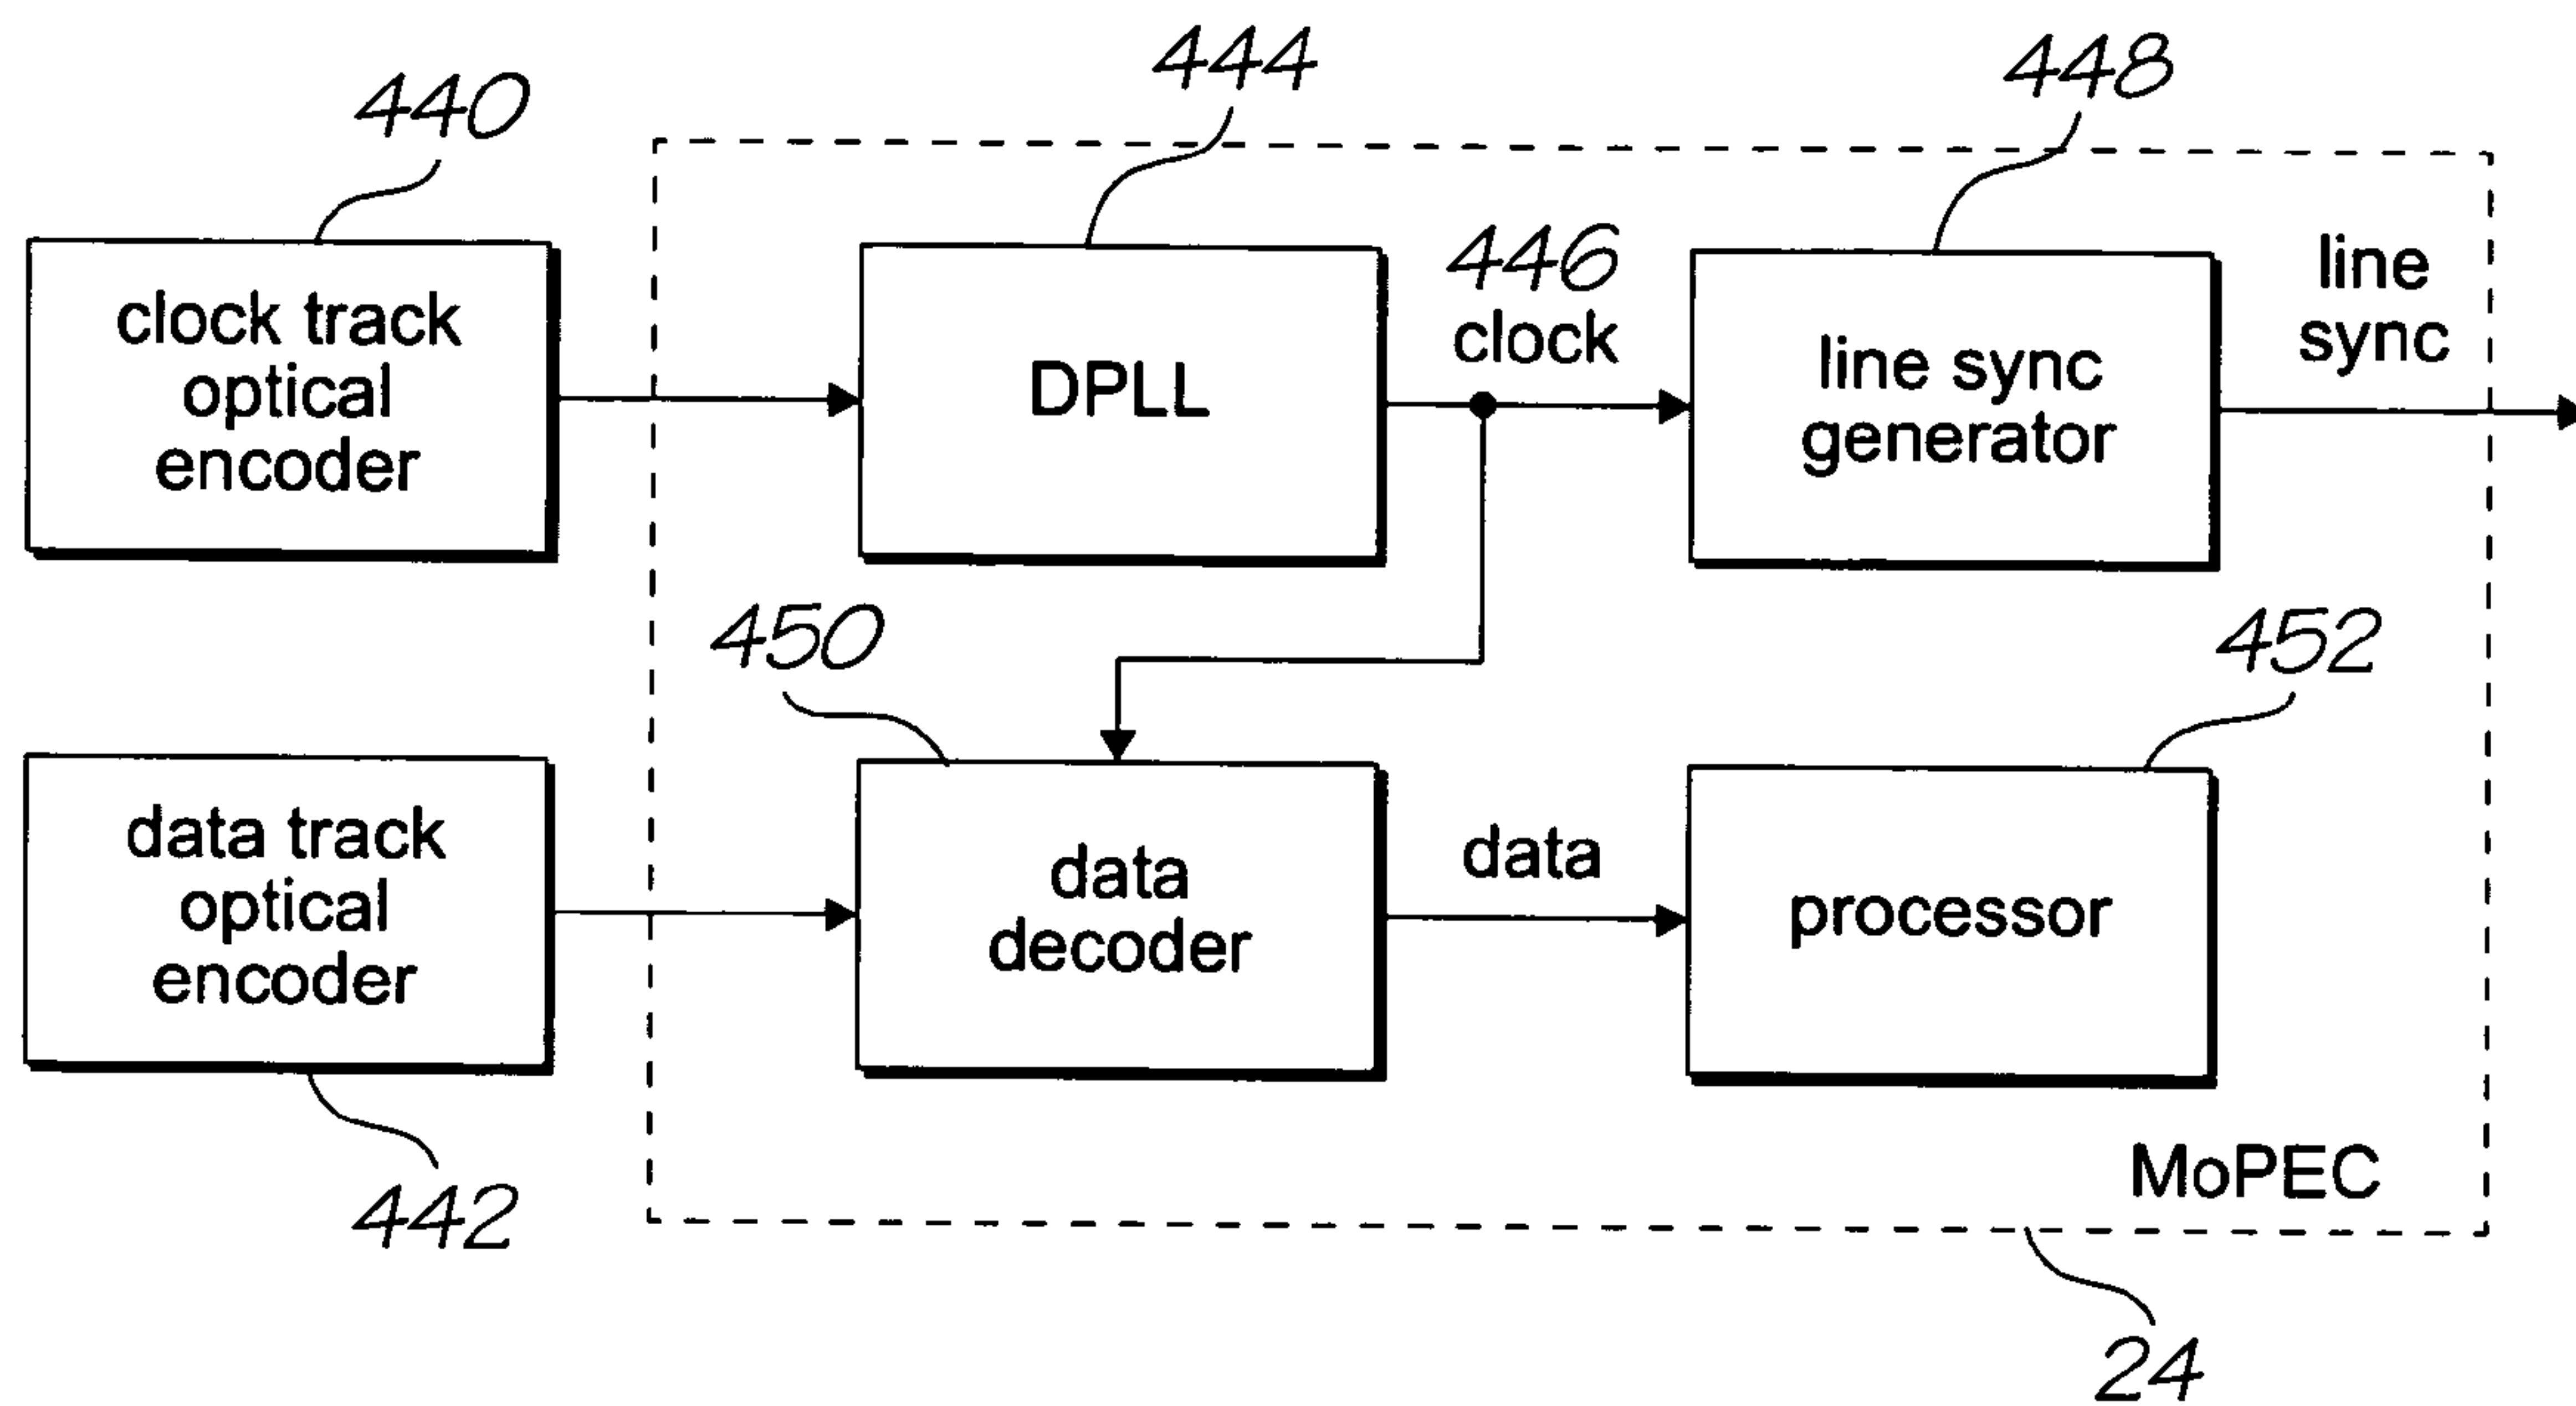 440
444
448
446
clock track
optical
encoder
DPLL
clock
line sync
generator
line
sync
450
452
data track
optical
encoder
data
decoder
data
processor
MoPEC
442
24